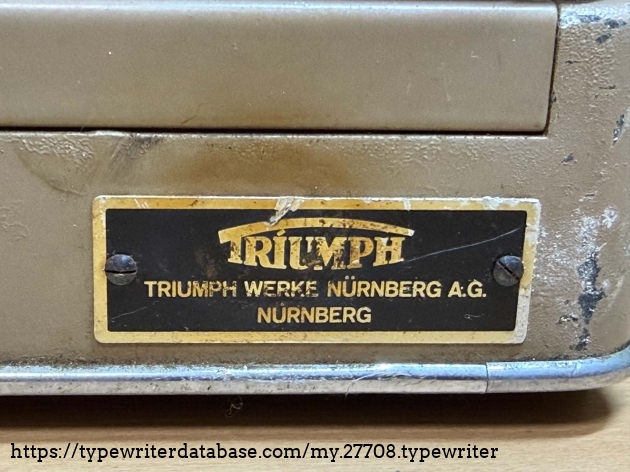 TRIUMPH
TRIUMPH WERKE NÜRNBERG A.G.
NÜRNBERG
https://typewriterdatabase.com/my.27708.typewriter